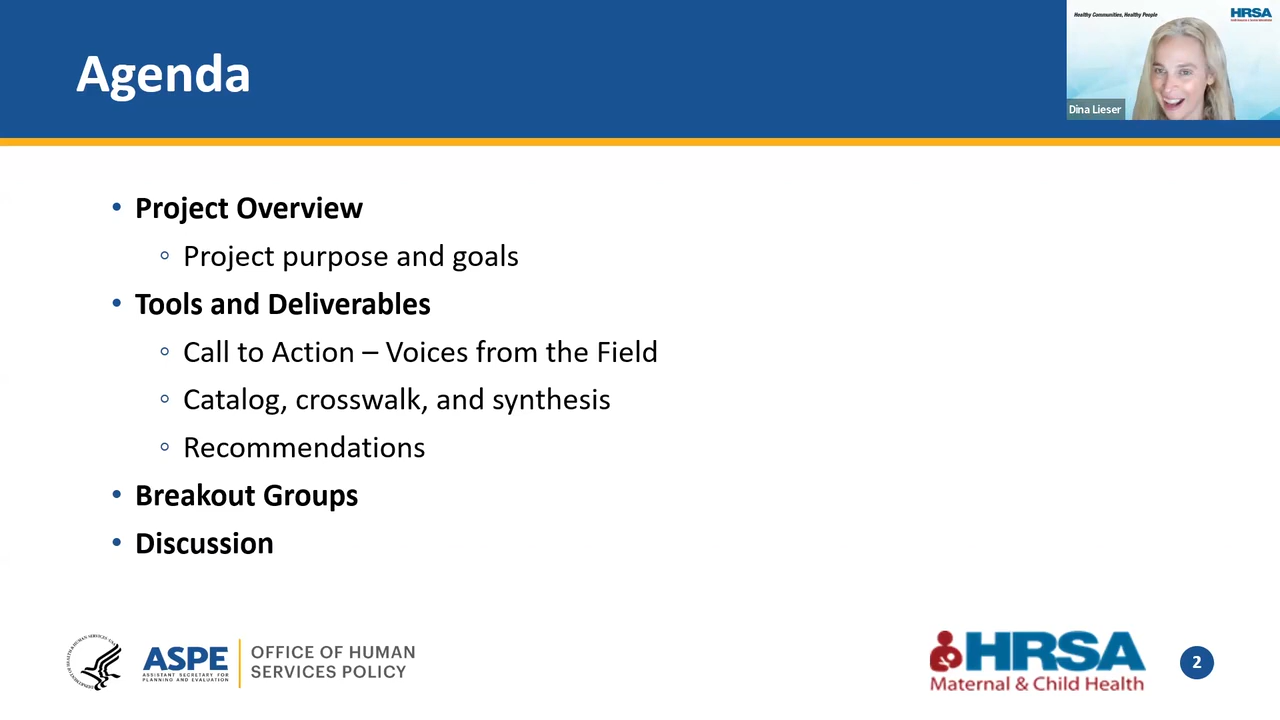 Agenda
Healthy Communities, Healthy People
HRSA
Dina Lieser
• Project Overview
◦ Project purpose and goals
• Tools and Deliverables
◦ Call to Action – Voices from the Field
◦ Catalog, crosswalk, and synthesis
◦ Recommendations
• Breakout Groups
• Discussion
ASPE
ASSISTANT SECRETARY FOR
PLANNING AND EVALUATION
OFFICE OF HUMAN
SERVICES POLICY
HRSA
Maternal & Child Health
2